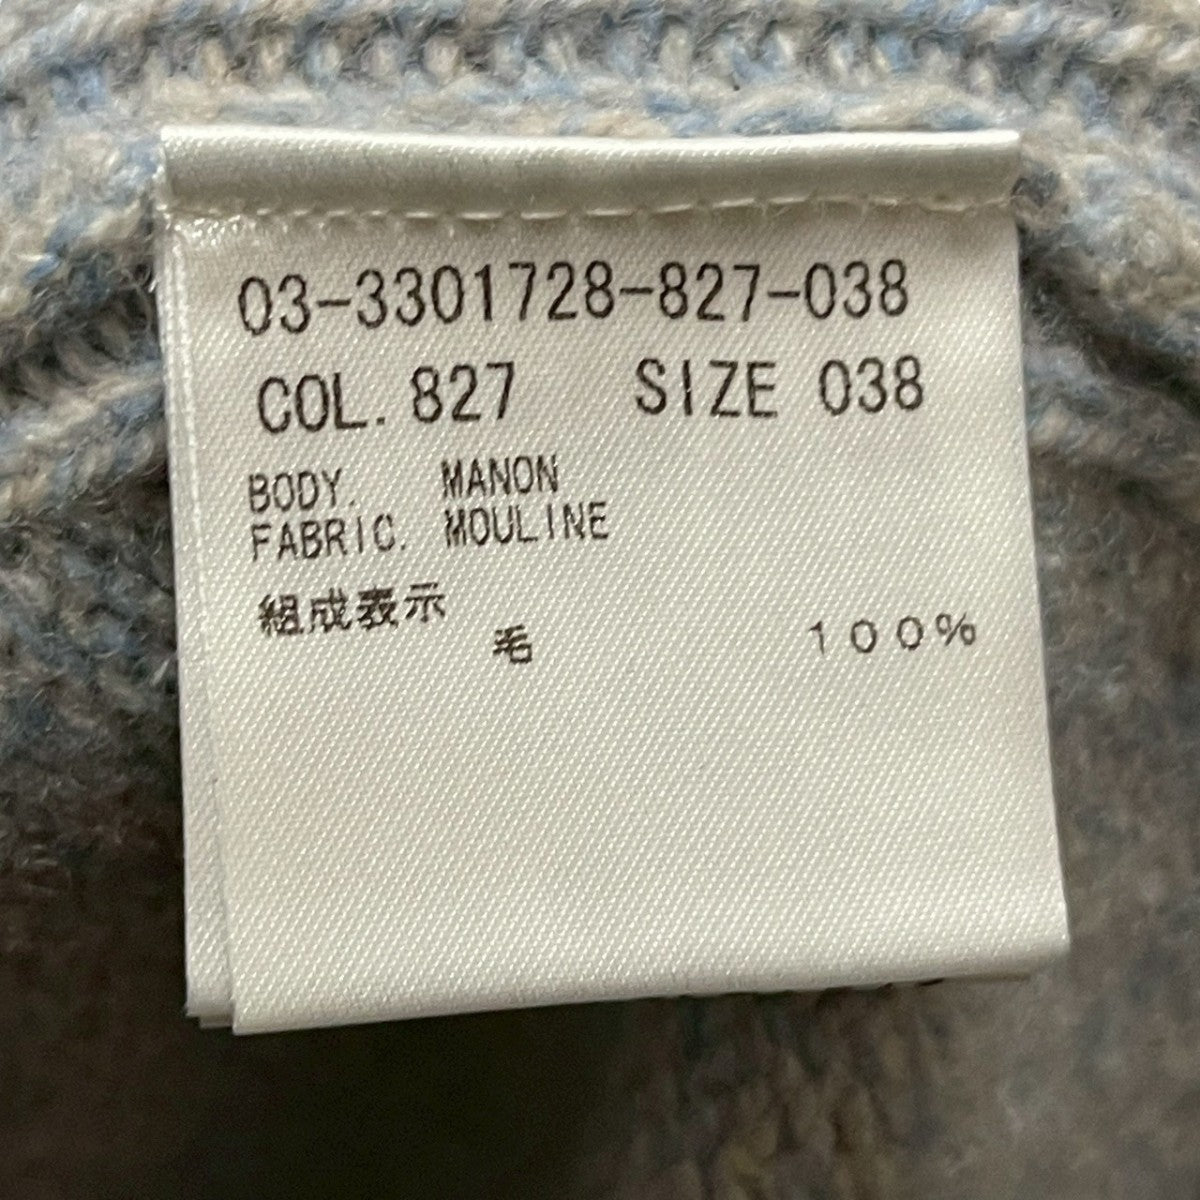 03-3301728-827-038
COL. 827 SIZE 038
BODY. MANON
FABRIC. MOULINE
組成表示
毛 100%